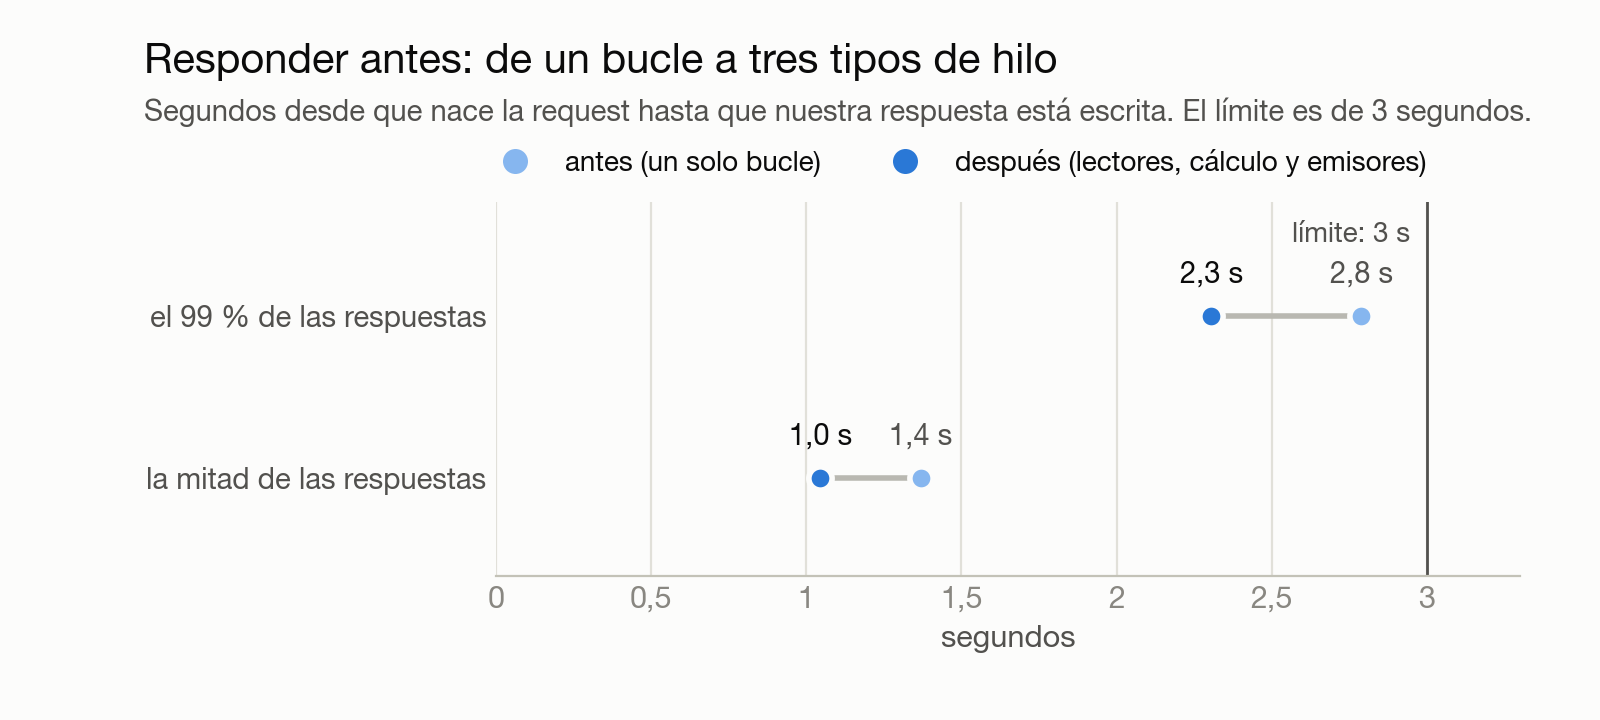 Responder antes: de un bucle a tres tipos de hilo
Segundos desde que nace la request hasta que nuestra respuesta está escrita. El límite es de 3 segundos.
antes (un solo bucle)
después (lectores, cálculo y emisores)
límite: 3 s
2,3 s
2,8 s
el 99 % de las respuestas
1,0 s
1,4 s
la mitad de las respuestas
0
0,5
1
1,5
2
2,5
3
segundos